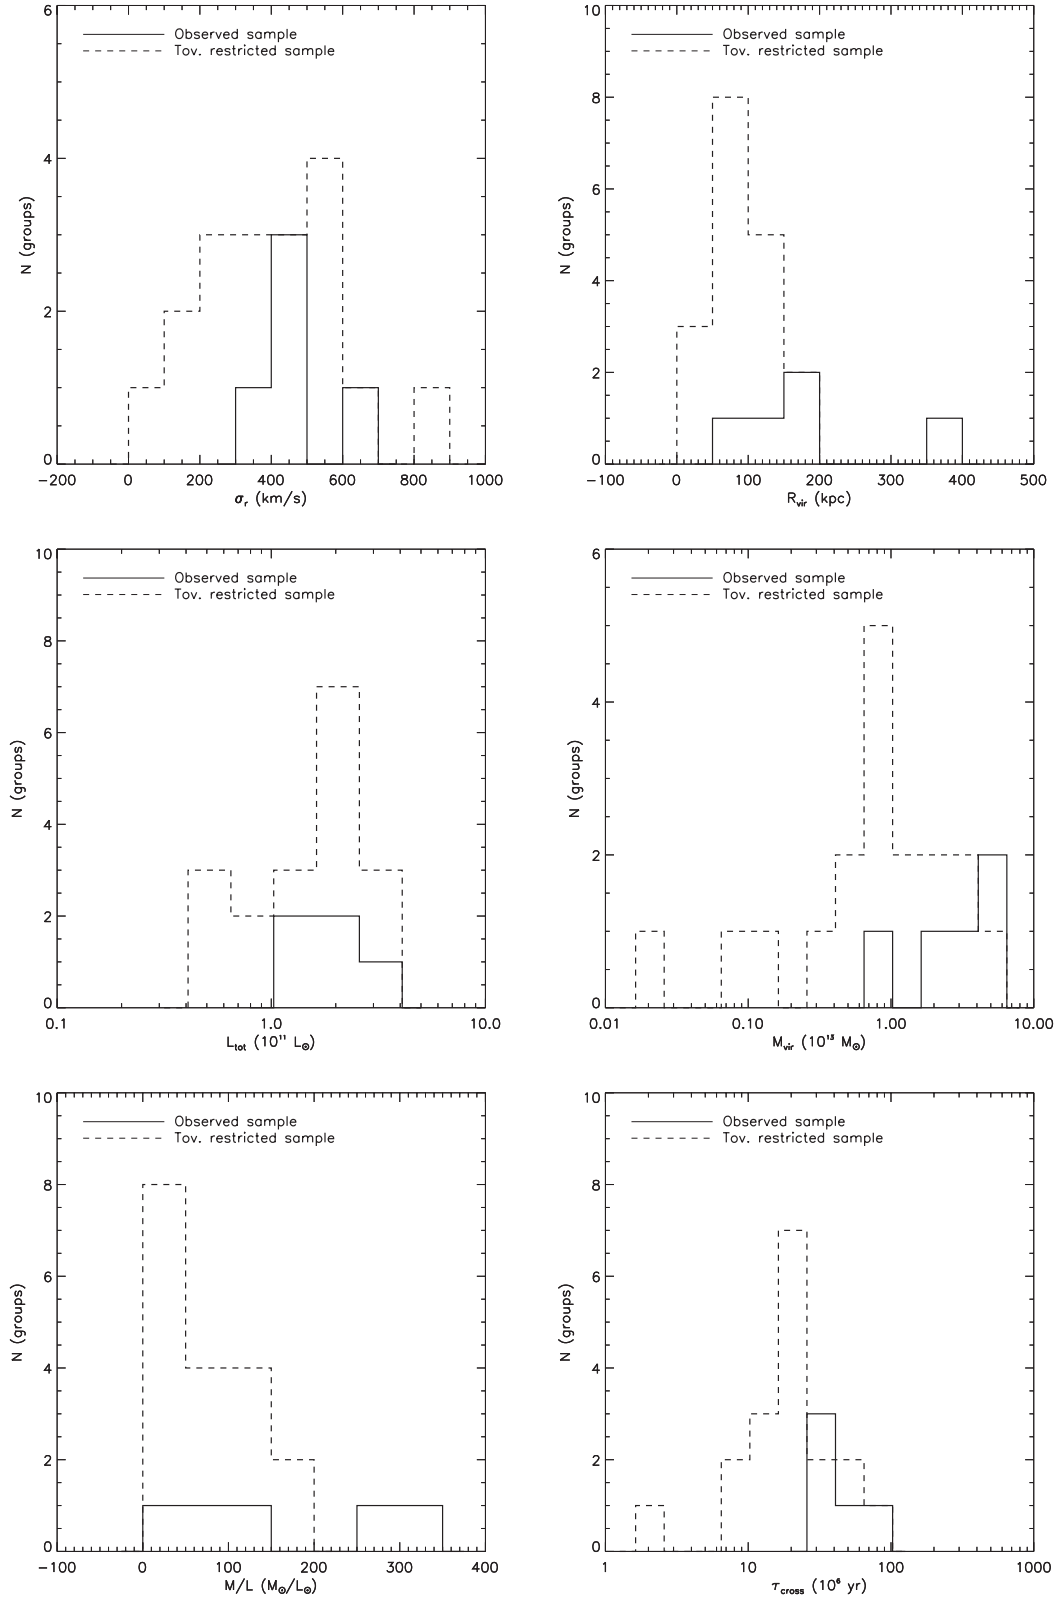 Observed sample
Tov. restricted sample
N (groups)
0 2 4 6
−200 0 200 400 600 800 1000
σr (km/s)
Observed sample
Tov. restricted sample
N (groups)
0 2 4 6 8 10
−100 0 100 200 300 400 500
Rvir (kpc)
Observed sample
Tov. restricted sample
N (groups)
0 2 4 6 8 10
0.1 1.0 10.0
Ltot (10¹¹ L⊙)
Observed sample
Tov. restricted sample
N (groups)
0 2 4 6
0.01 0.10 1.00 10.00
Mvir (10¹³ M⊙)
Observed sample
Tov. restricted sample
N (groups)
0 2 4 6 8 10
−100 0 100 200 300 400
M/L (M⊙/L⊙)
Observed sample
Tov. restricted sample
N (groups)
0 2 4 6 8 10
1 10 100 1000
τcross (10⁶ yr)